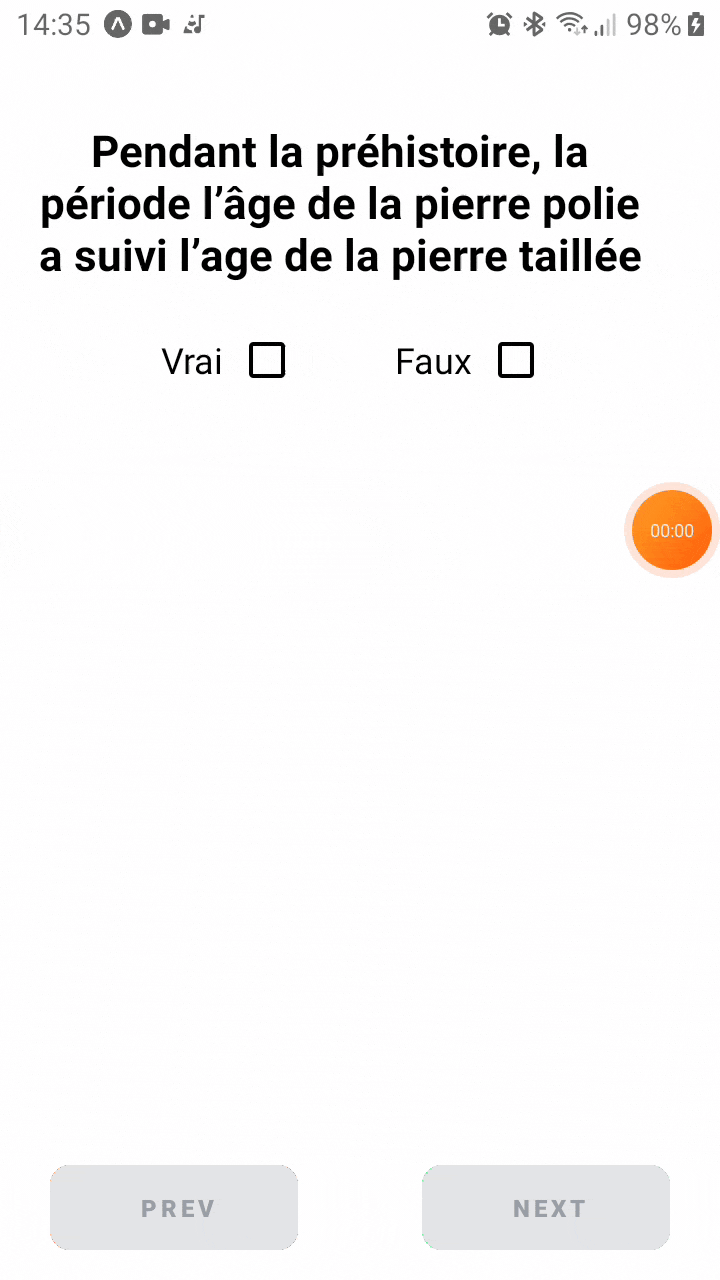 14:35 98%
Pendant la préhistoire, la
période l’âge de la pierre polie
a suivi l’age de la pierre taillée
Vrai Faux
00:00
PREV NEXT